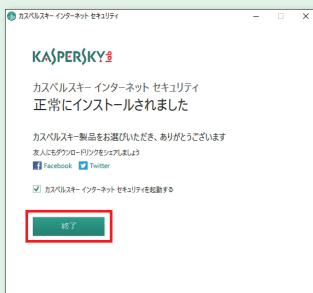 カスペルスキー インターネット セキュリティ
KASPERSKY lab
カスペルスキー インターネット セキュリティ
正常にインストールされました
カスペルスキー製品をお選びいただき、ありがとうございます
友人にもダウンロードリンクをシェアしましょう
Facebook Twitter
カスペルスキー インターネット セキュリティを起動する
終了